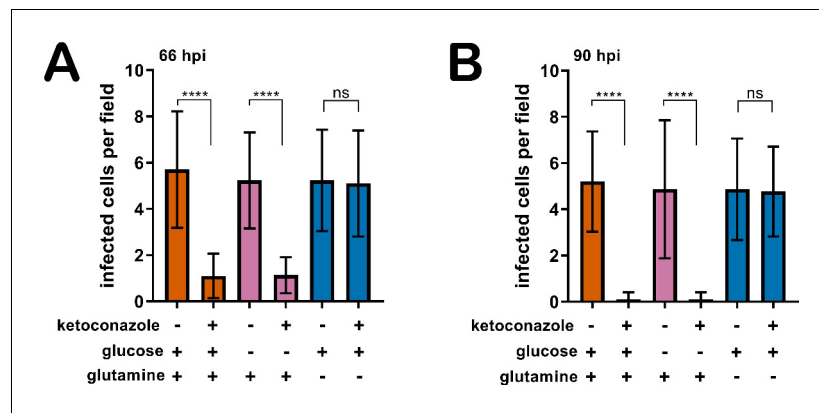 A
66 hpi
infected cells per field
10
8
6
4
2
0
****
****
ns
ketoconazole - + - + - +
glucose + + - - + +
glutamine + + + + - -
B
90 hpi
infected cells per field
10
8
6
4
2
0
****
****
ns
ketoconazole - + - + - +
glucose + + - - + +
glutamine + + + + - -